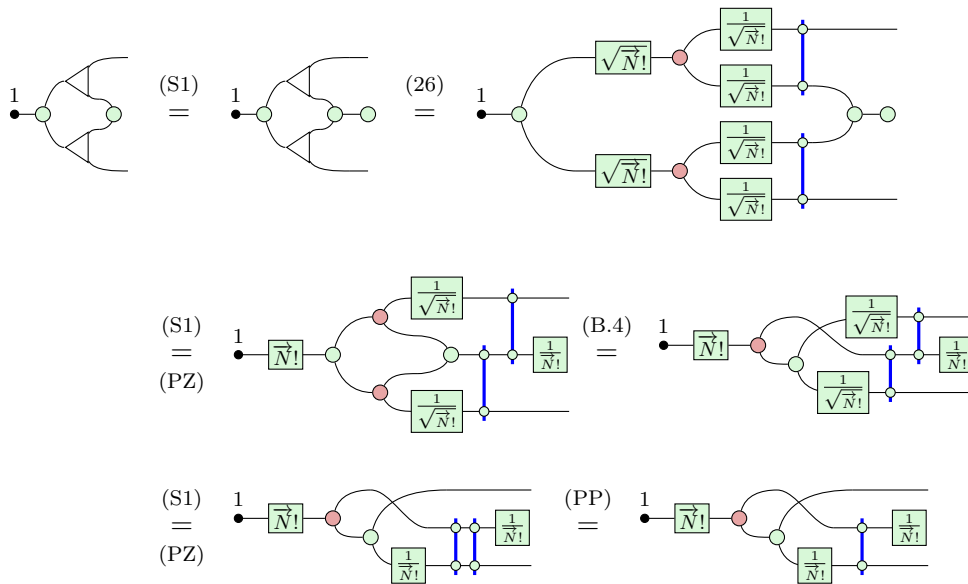 1 (S1) = 1 (26) = 1 √N⃗! 1/√N⃗! 1/√N⃗! √N⃗! 1/√N⃗! 1/√N⃗!
(S1) = (PZ) 1 N⃗! 1/√N⃗! 1/√N⃗! 1/N⃗! (B.4) = 1 N⃗! 1/√N⃗! 1/√N⃗! 1/N⃗!
(S1) = (PZ) 1 N⃗! 1/N⃗! 1/N⃗! (PP) = 1 N⃗! 1/N⃗! 1/N⃗!